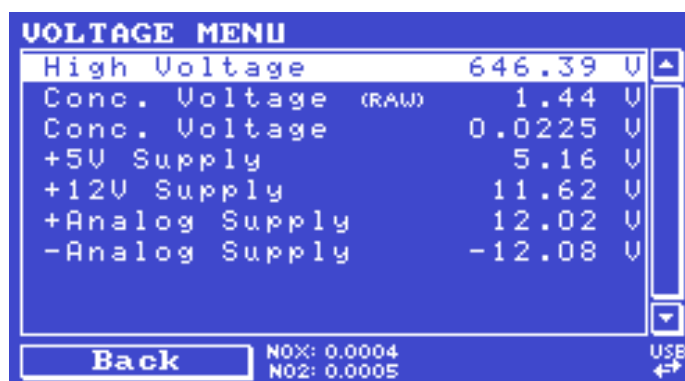 VOLTAGE MENU
High Voltage 646.39 V
Conc. Voltage (RAW) 1.44 V
Conc. Voltage 0.0225 V
+5V Supply 5.16 V
+12V Supply 11.62 V
+Analog Supply 12.02 V
-Analog Supply -12.08 V
Back
NOX: 0.0004
NO2: 0.0005
USB